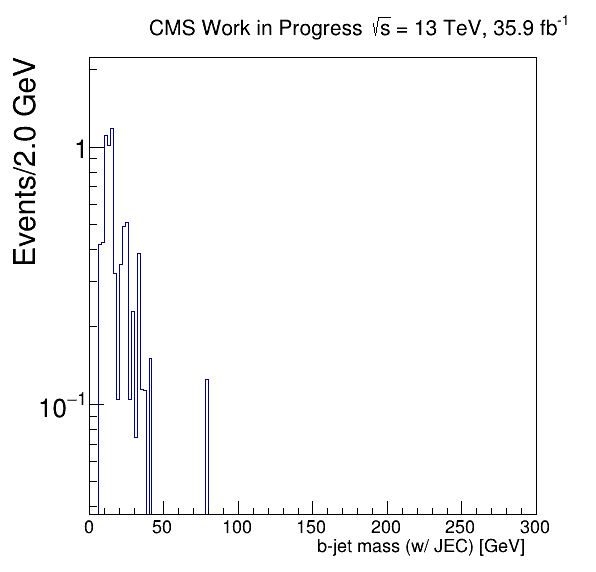 CMS Work in Progress √s = 13 TeV, 35.9 fb⁻¹
Events/2.0 GeV
1
10⁻¹
0 50 100 150 200 250 300
b-jet mass (w/ JEC) [GeV]